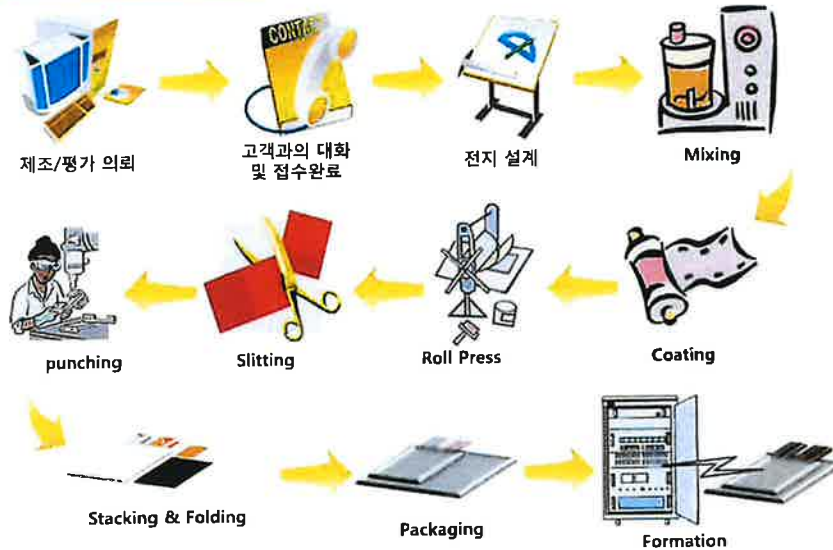 CONT
제조/평가 의뢰
고객과의 대화
및 접수완료
전지 설계
Mixing
punching
Slitting
Roll Press
Coating
Stacking & Folding
Packaging
Formation